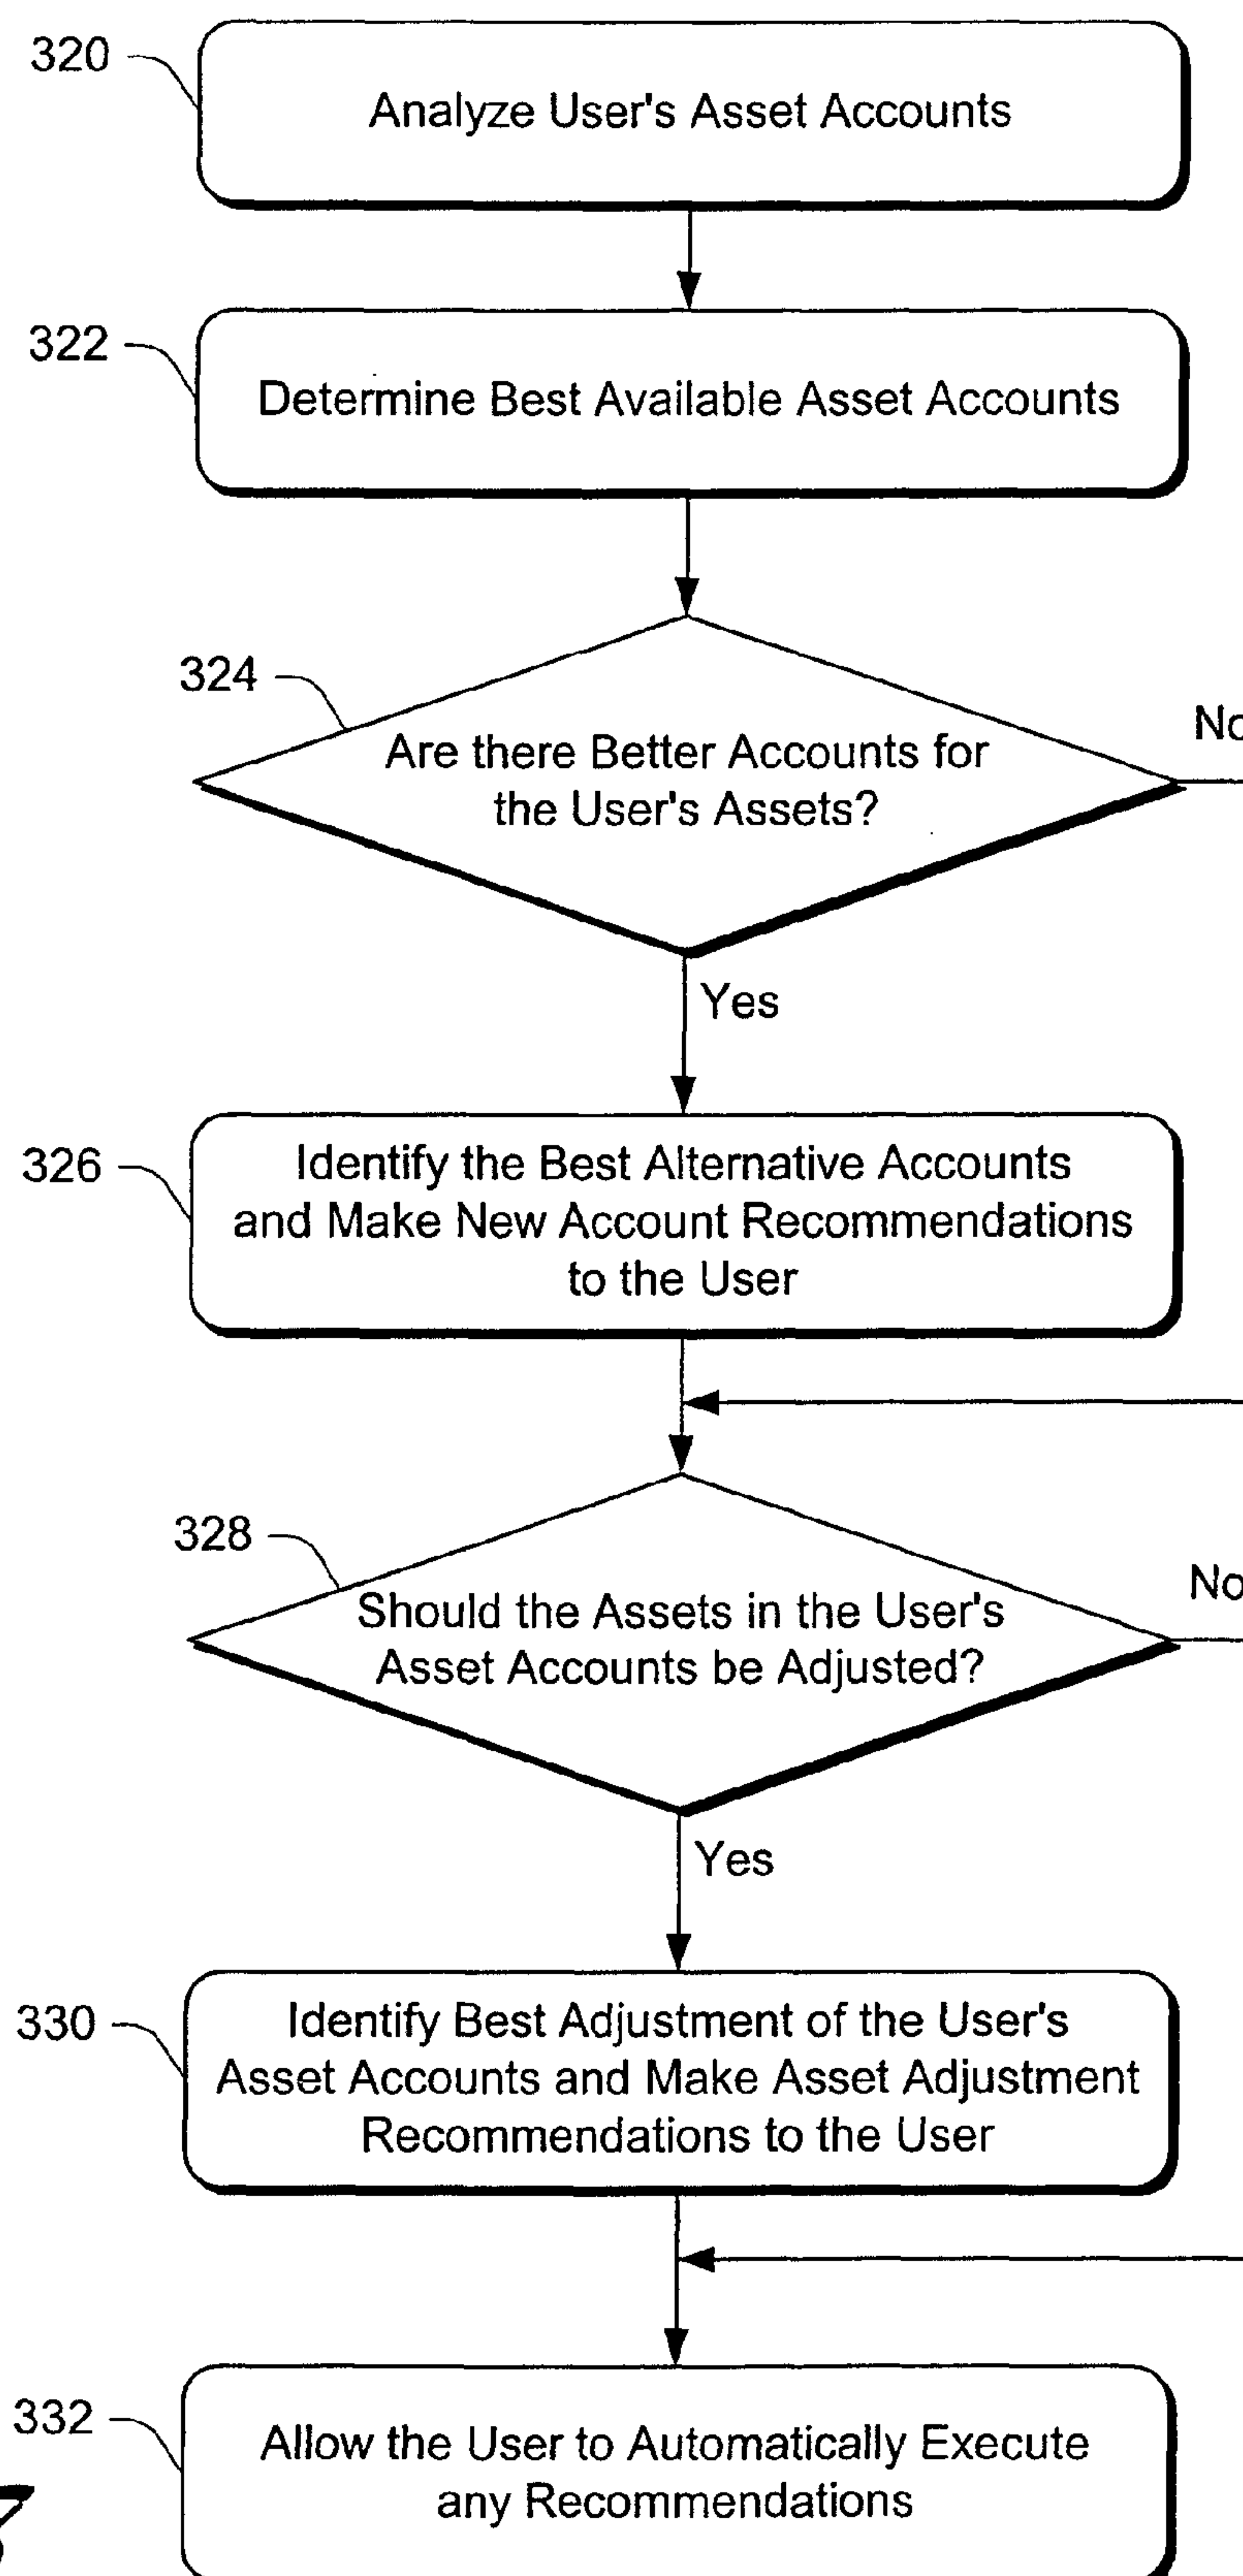 320
Analyze User's Asset Accounts
322
Determine Best Available Asset Accounts
324
Are there Better Accounts for
the User's Assets?
No
Yes
326
Identify the Best Alternative Accounts
and Make New Account Recommendations
to the User
328
Should the Assets in the User's
Asset Accounts be Adjusted?
No
Yes
330
Identify Best Adjustment of the User's
Asset Accounts and Make Asset Adjustment
Recommendations to the User
332
Allow the User to Automatically Execute
any Recommendations